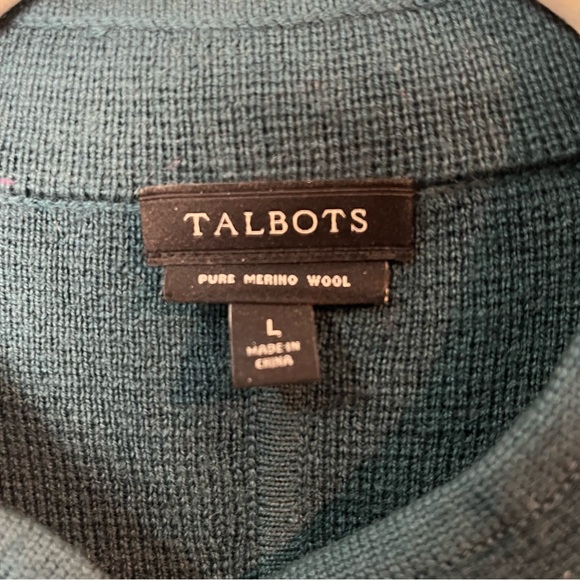 TALBOTS
PURE MERINO WOOL
L
MADE IN
CHINA